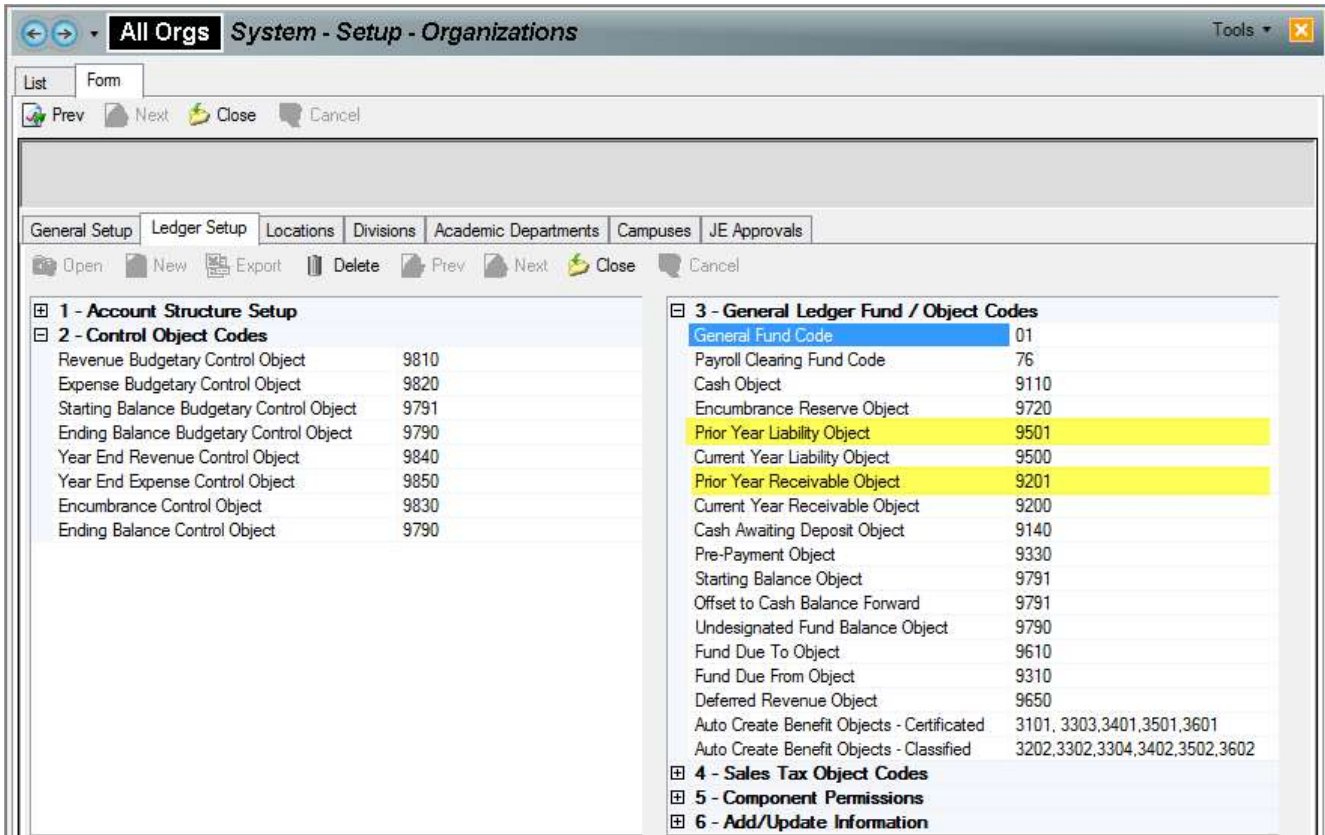 All Orgs System - Setup - Organizations Tools
List Form
Prev Next Close Cancel
General Setup Ledger Setup Locations Divisions Academic Departments Campuses JE Approvals
Open New Export Delete Prev Next Close Cancel
1 - Account Structure Setup
2 - Control Object Codes
Revenue Budgetary Control Object 9810
Expense Budgetary Control Object 9820
Starting Balance Budgetary Control Object 9791
Ending Balance Budgetary Control Object 9790
Year End Revenue Control Object 9840
Year End Expense Control Object 9850
Encumbrance Control Object 9830
Ending Balance Control Object 9790
3 - General Ledger Fund / Object Codes
General Fund Code 01
Payroll Clearing Fund Code 76
Cash Object 9110
Encumbrance Reserve Object 9720
Prior Year Liability Object 9501
Current Year Liability Object 9500
Prior Year Receivable Object 9201
Current Year Receivable Object 9200
Cash Awaiting Deposit Object 9140
Pre-Payment Object 9330
Starting Balance Object 9791
Offset to Cash Balance Forward 9791
Undesignated Fund Balance Object 9790
Fund Due To Object 9610
Fund Due From Object 9310
Deferred Revenue Object 9650
Auto Create Benefit Objects - Certificated 3101, 3303,3401,3501,3601
Auto Create Benefit Objects - Classified 3202,3302,3304,3402,3502,3602
4 - Sales Tax Object Codes
5 - Component Permissions
6 - Add/Update Information